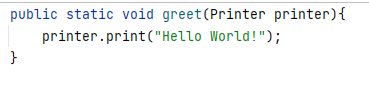 public static void greet(Printer printer){
    printer.print("Hello World!");
}